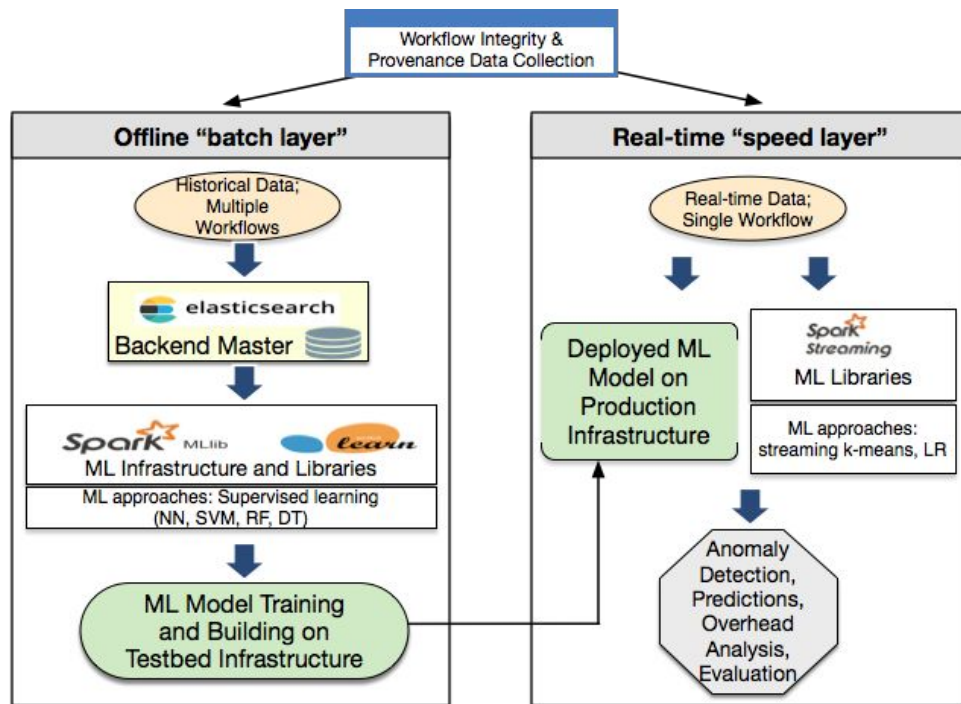 Workflow Integrity &
Provenance Data Collection
Offline “batch layer”
Historical Data;
Multiple
Workflows
elasticsearch
Backend Master
Spark MLlib
learn
ML Infrastructure and Libraries
ML approaches: Supervised learning
(NN, SVM, RF, DT)
ML Model Training
and Building on
Testbed Infrastructure
Real-time “speed layer”
Real-time Data;
Single Workflow
Deployed ML
Model on
Production
Infrastructure
Spark
Streaming
ML Libraries
ML approaches:
streaming k-means, LR
Anomaly
Detection,
Predictions,
Overhead
Analysis,
Evaluation